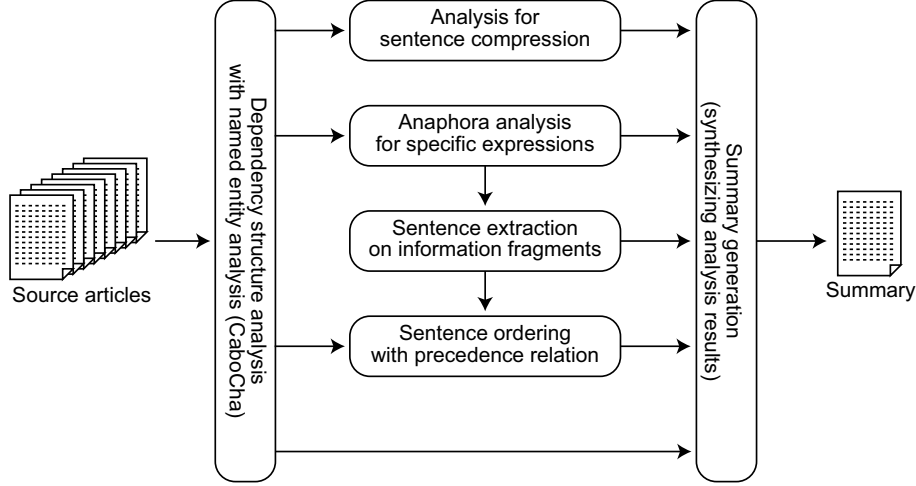 Source articles
Dependency structure analysis
with named entity analysis (CaboCha)
Analysis for
sentence compression
Anaphora analysis
for specific expressions
Sentence extraction
on information fragments
Sentence ordering
with precedence relation
Summary generation
(synthesizing analysis results)
Summary